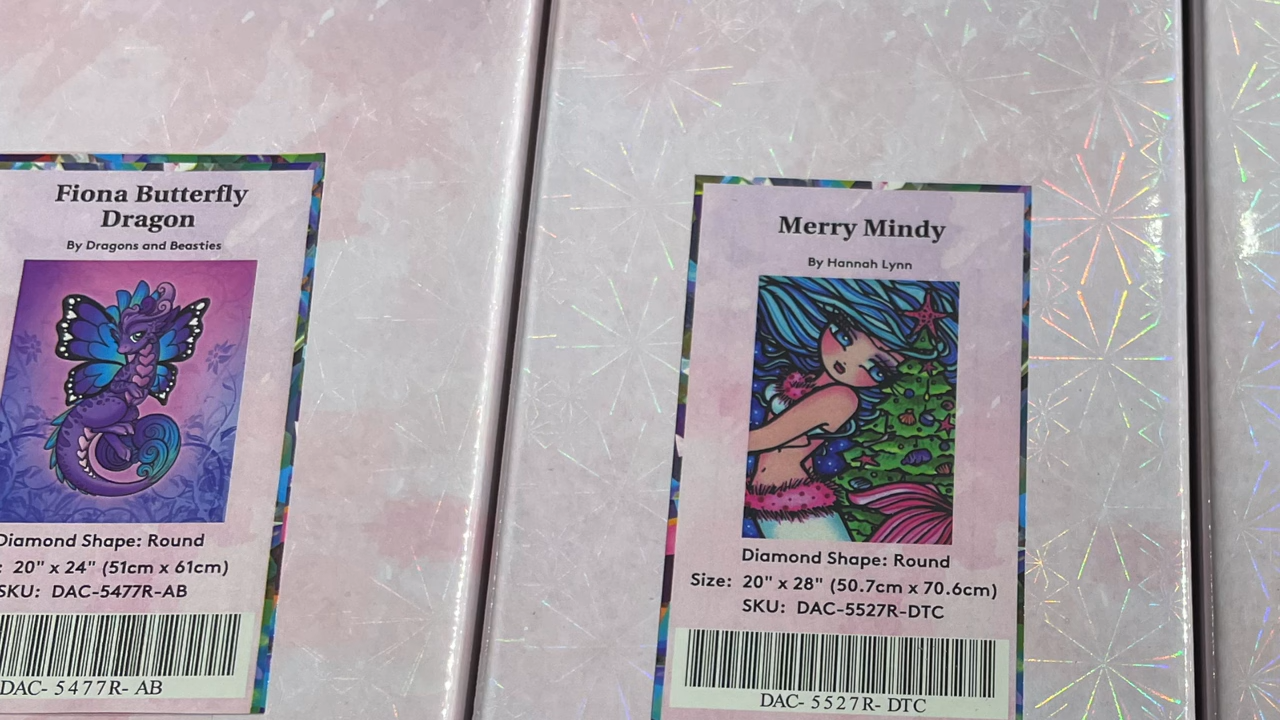 Fiona Butterfly
Dragon
By Dragons and Beasties
Diamond Shape: Round
: 20" x 24" (51cm x 61cm)
SKU: DAC-5477R-AB
DAC- 5477R- AB
Merry Mindy
By Hannah Lynn
Diamond Shape: Round
Size: 20" x 28" (50.7cm x 70.6cm)
SKU: DAC-5527R-DTC
DAC- 5527R- DTC